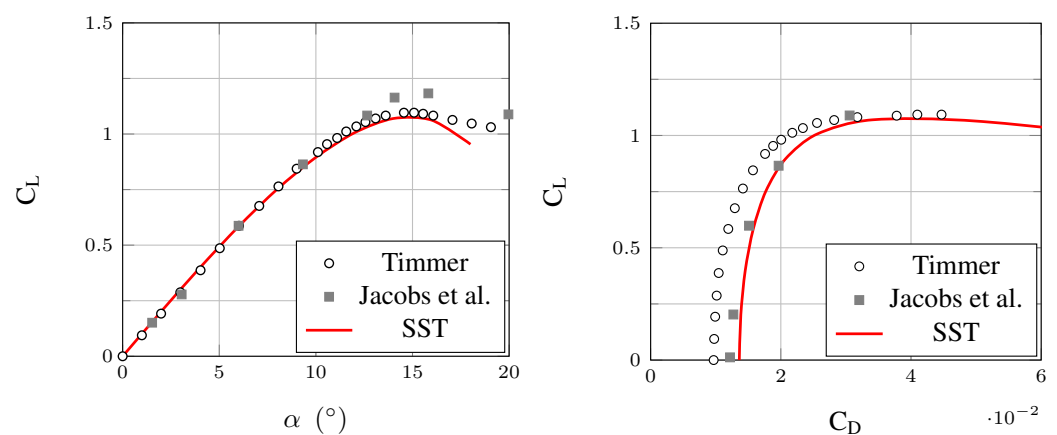 1.5
1
0.5
0
0
5
10
15
20
C_L
α (°)
Timmer
Jacobs et al.
SST
1.5
1
0.5
0
0
2
4
6
C_L
C_D
·10⁻²
Timmer
Jacobs et al.
SST